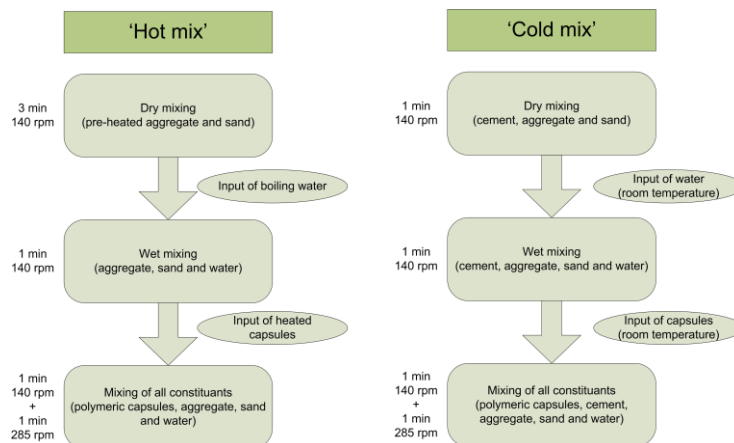 ‘Hot mix’
3 min
140 rpm
Dry mixing
(pre-heated aggregate and sand)
Input of boiling water
1 min
140 rpm
Wet mixing
(aggregate, sand and water)
Input of heated
capsules
1 min
140 rpm
+
1 min
285 rpm
Mixing of all constituants
(polymeric capsules, aggregate, sand
and water)
‘Cold mix’
1 min
140 rpm
Dry mixing
(cement, aggregate and sand)
Input of water
(room temperature)
1 min
140 rpm
Wet mixing
(cement, aggregate, sand and water)
Input of capsules
(room temperature)
1 min
140 rpm
+
1 min
285 rpm
Mixing of all constituants
(polymeric capsules, cement,
aggregate, sand and water)